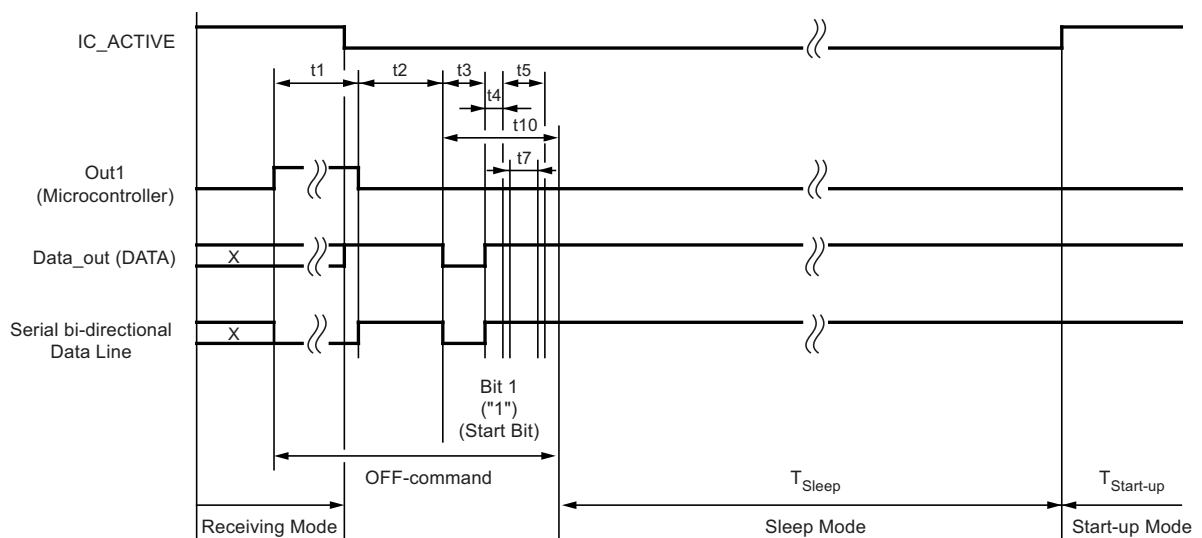 IC_ACTIVE
t1
t2
t3
t5
t4
t10
t7
Out1
(Microcontroller)
Data_out (DATA)
X
Serial bi-directional
Data Line
X
Bit 1
("1")
(Start Bit)
OFF-command
TSleep
TStart-up
Receiving Mode
Sleep Mode
Start-up Mode